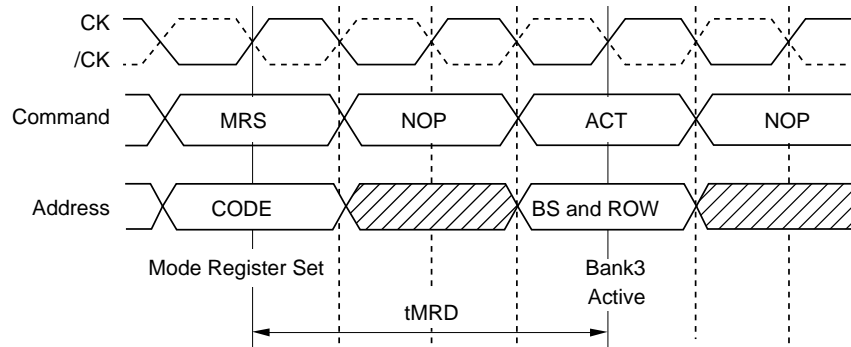 CK
/CK
Command MRS NOP ACT NOP
Address CODE BS and ROW
Mode Register Set Bank3
Active
tMRD